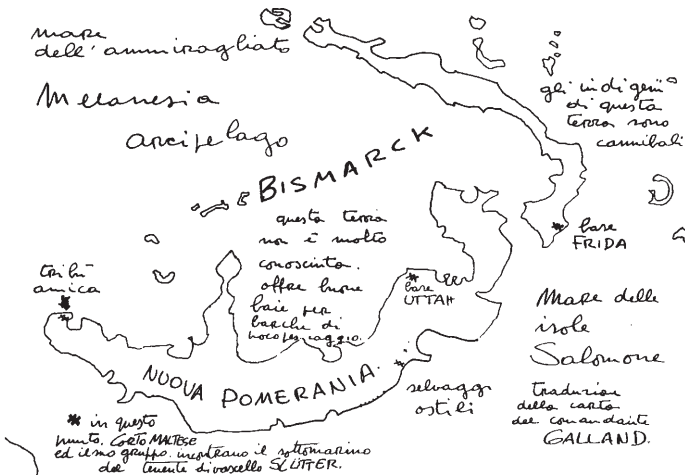 mare
dell'ammiragliato
Melanesia
arcipelago
BISMARCK
gli indigeni
di questa
terra sono
cannibali
questa terra
non è molto
conosciuta.
offre buone
baie per
barche di
poco pescaggio.
base
FRIDA
tribù
amica
base
UTTAH
Mare delle
isole
Salomone
NUOVA POMERANIA.
selvaggi
ostili
traduzione
della carta
del comandante
GALLAND.
* in questo
punto. CORTO MALTESE
ed il suo gruppo. incontrano il sottomarino
del tenente di vascello SLÜTTER.